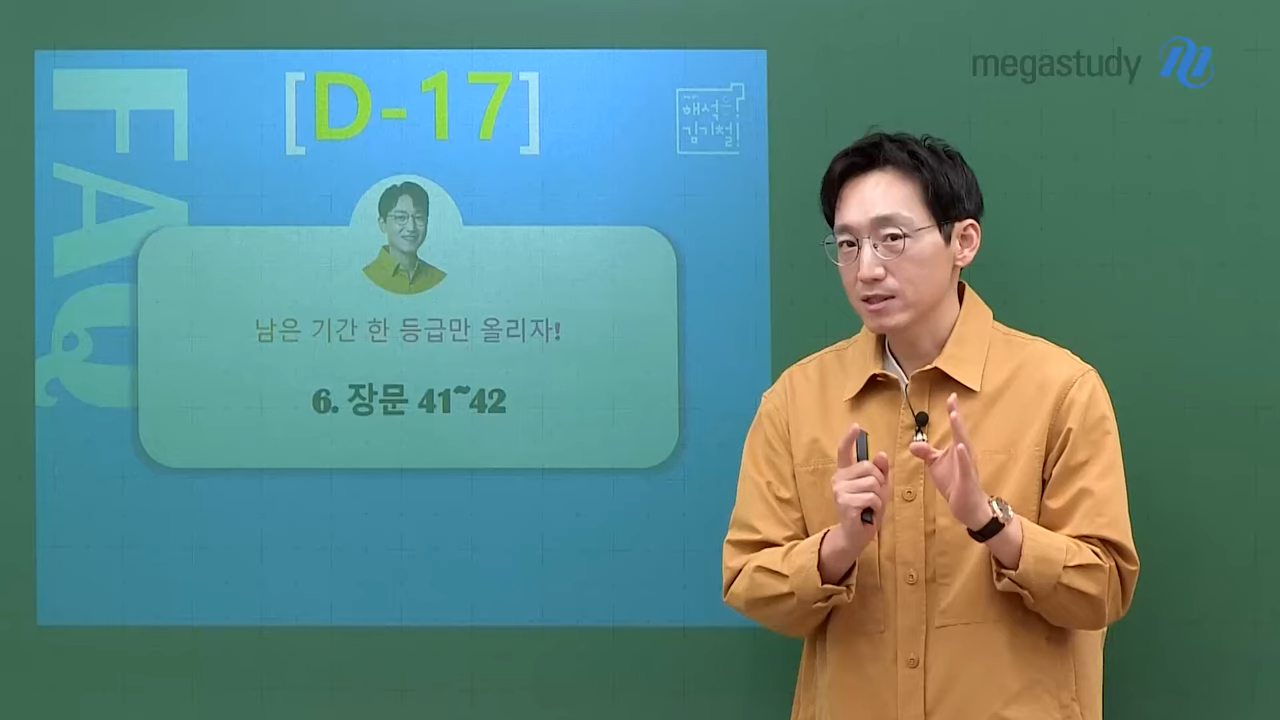 megastudy
FAQ
[D-17]
해석은!
김기철!
남은 기간 한 등급만 올리자!
6. 장문 41~42